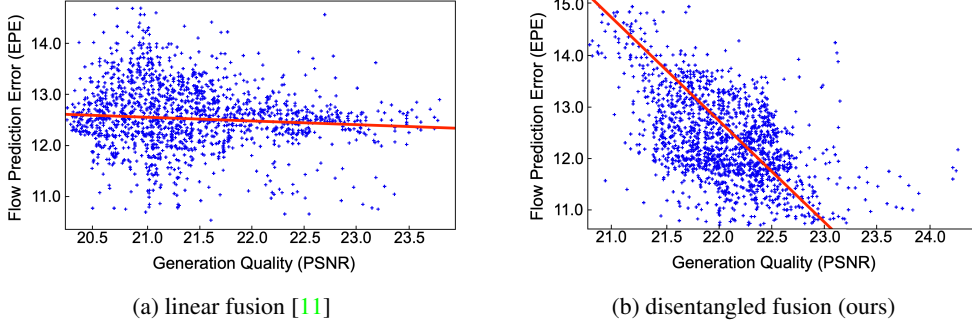 Flow Prediction Error (EPE)
14.0
13.0
12.0
11.0
20.5 21.0 21.5 22.0 22.5 23.0 23.5
Generation Quality (PSNR)
(a) linear fusion [11]
Flow Prediction Error (EPE)
15.0
14.0
13.0
12.0
11.0
21.0 21.5 22.0 22.5 23.0 23.5 24.0
Generation Quality (PSNR)
(b) disentangled fusion (ours)